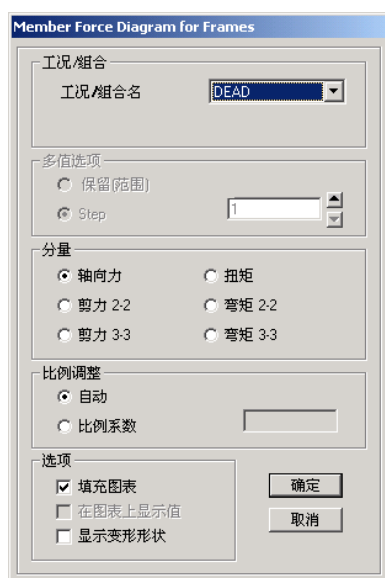 Member Force Diagram for Frames
工况/组合
工况/组合名 DEAD
多值选项
保留(范围)
Step 1
分量
轴向力 扭矩
剪力 2-2 弯矩 2-2
剪力 3-3 弯矩 3-3
比例调整
自动
比例系数
选项
填充图表 确定
在图表上显示值
取消
显示变形形状